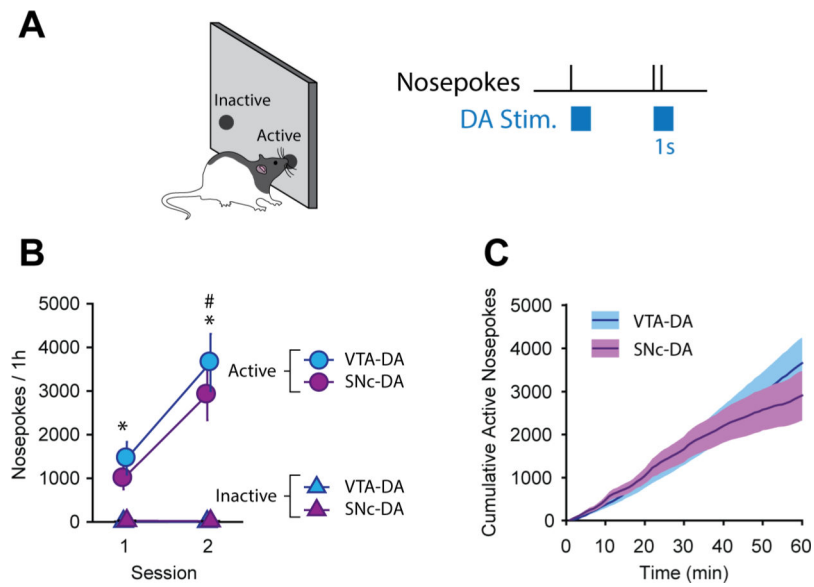 A
Inactive
Active
Nosepokes
DA Stim.
1s
B
Nosepokes / 1h
5000
4000
3000
2000
1000
0
*
#
*
1
2
Session
Active
VTA-DA
SNc-DA
Inactive
VTA-DA
SNc-DA
C
Cumulative Active Nosepokes
5000
4000
3000
2000
1000
0
VTA-DA
SNc-DA
0 10 20 30 40 50 60
Time (min)